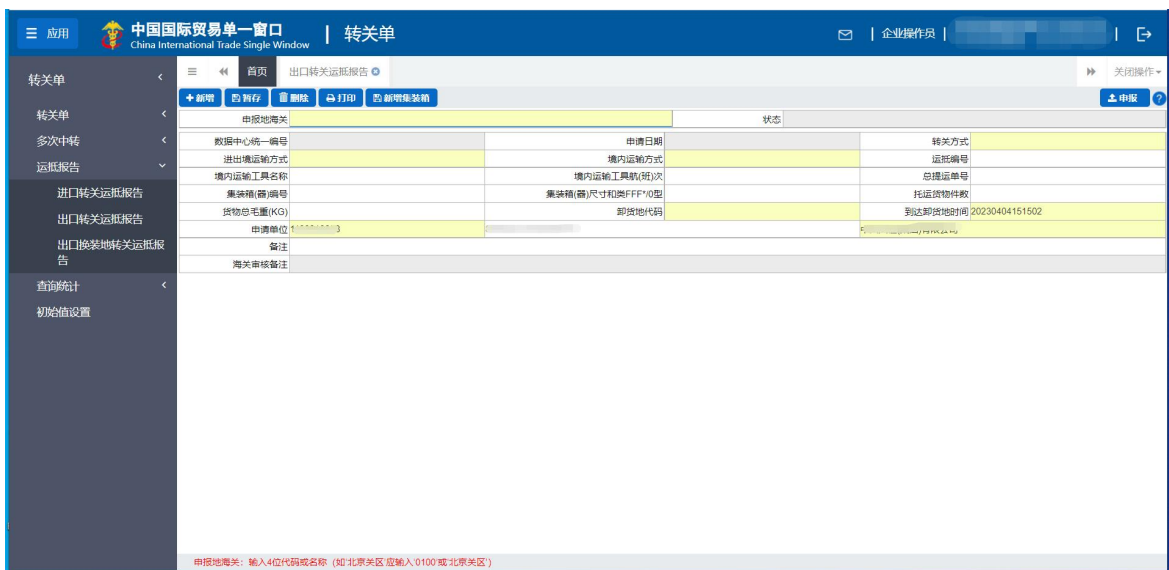 应用
中国国际贸易单一窗口
China International Trade Single Window
转关单
企业操作员
转关单
首页
出口转关运抵报告
关闭操作
新增
暂存
删除
打印
新增集装箱
申报
转关单
多次中转
运抵报告
进口转关运抵报告
出口转关运抵报告
出口换装地转关运抵报
告
查询统计
初始值设置
申报地海关
状态
数据中心统一编号
申请日期
转关方式
进出境运输方式
境内运输方式
运抵编号
境内运输工具名称
境内运输工具航(班)次
总提运单号
集装箱(器)编号
集装箱(器)尺寸和类FFF"/0型
托运货物件数
货物总毛重(KG)
卸货地代码
到达卸货地时间 20230404151502
申请单位
有限公司
备注
海关审核备注
申报地海关：输入4位代码或名称（如'北京关区'应输入'0100'或'北京关区'）